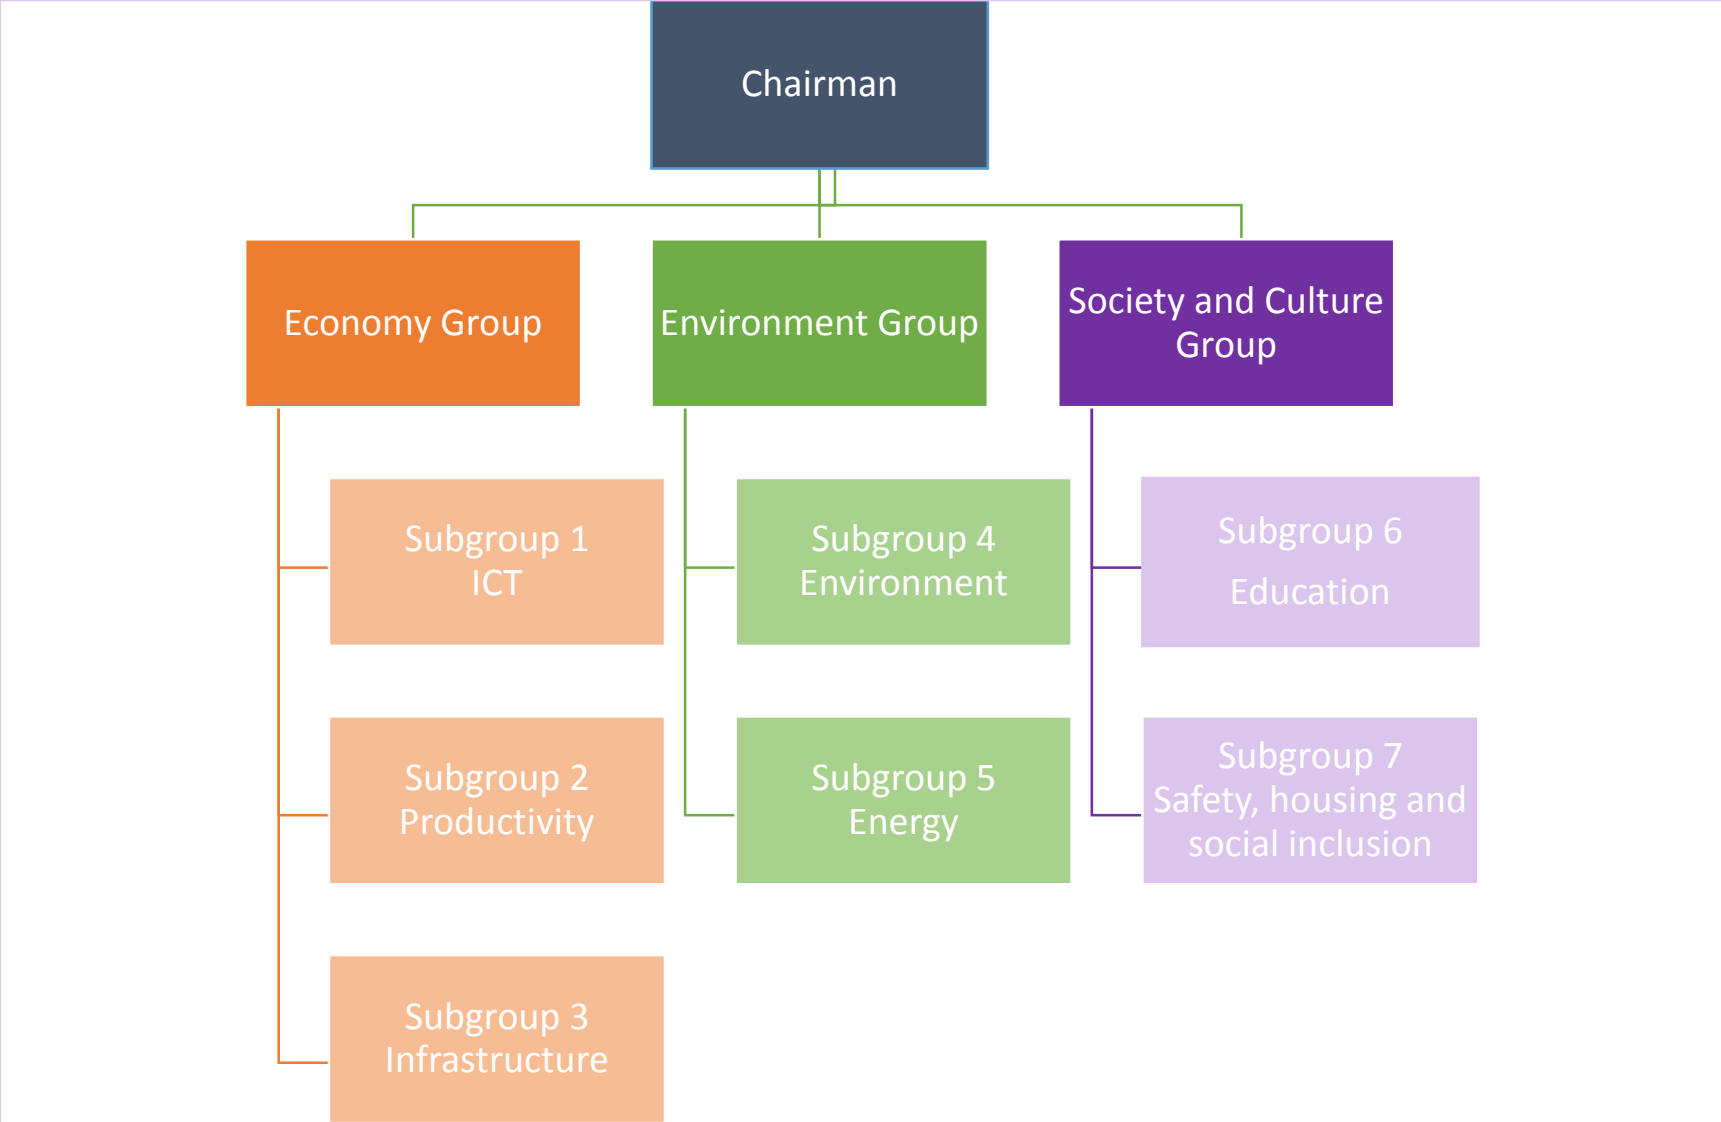 Chairman
Economy Group
Environment Group
Society and Culture
Group
Subgroup 1
ICT
Subgroup 4
Environment
Subgroup 6
Education
Subgroup 2
Productivity
Subgroup 5
Energy
Subgroup 7
Safety, housing and
social inclusion
Subgroup 3
Infrastructure